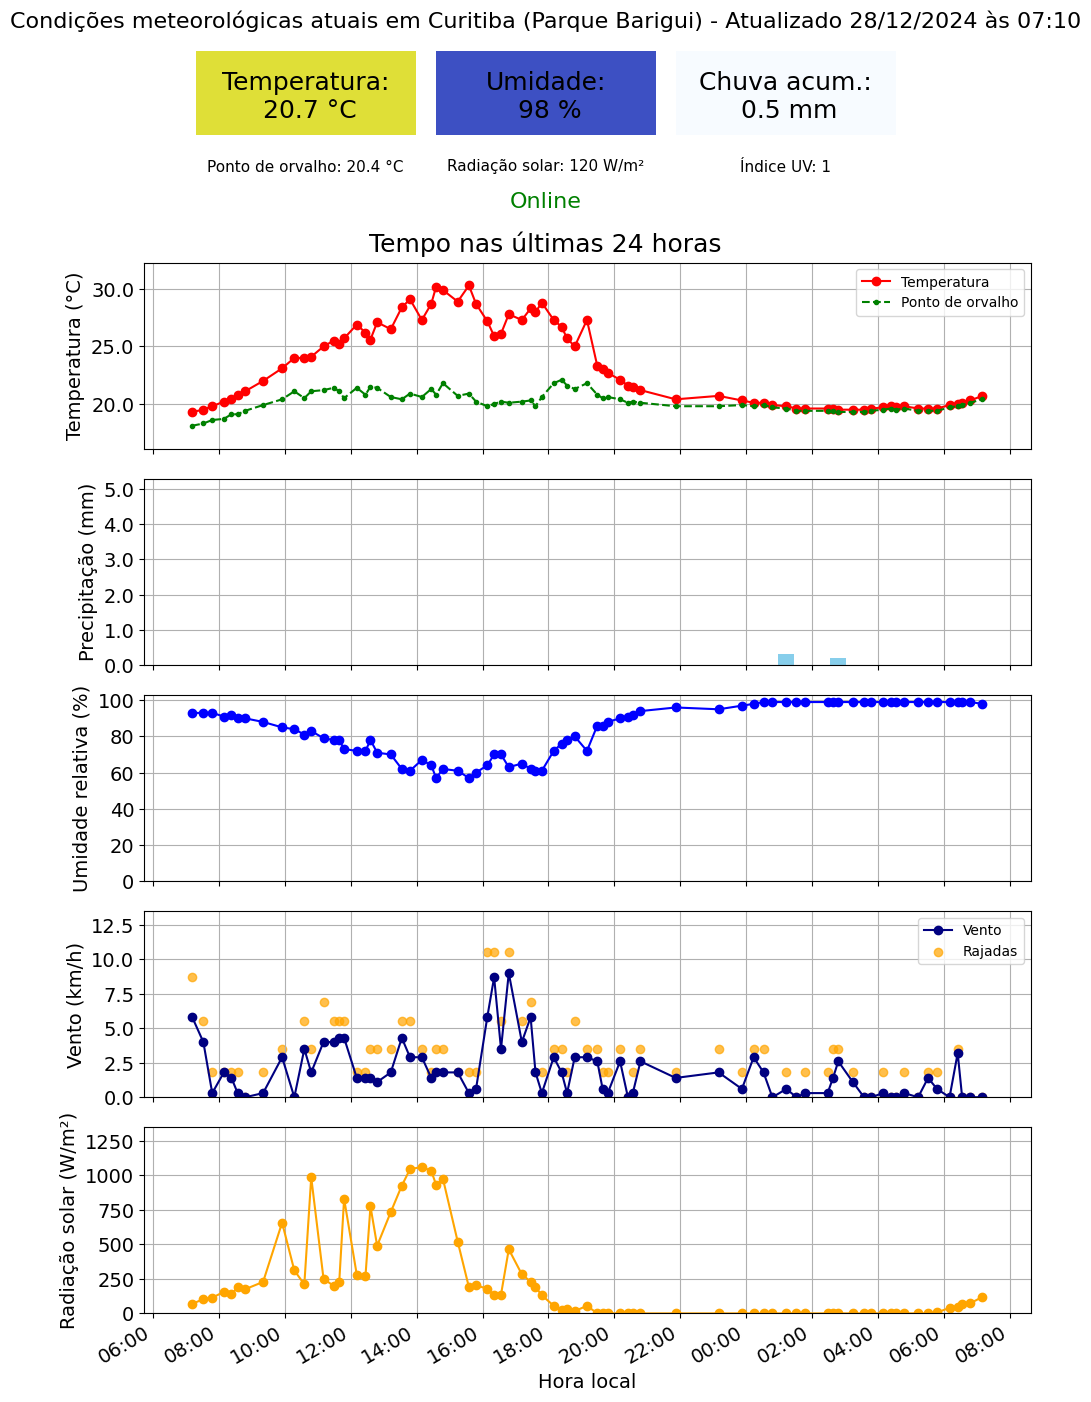 Condições meteorológicas atuais em Curitiba (Parque Barigui) - Atualizado 28/12/2024 às 07:10
Temperatura:
20.7 °C
Umidade:
98 %
Chuva acum.:
0.5 mm
Ponto de orvalho: 20.4 °C
Radiação solar: 120 W/m²
Índice UV: 1
Online
Tempo nas últimas 24 horas
Temperatura (°C)
30.0
25.0
20.0
Temperatura
Ponto de orvalho
Precipitação (mm)
5.0
4.0
3.0
2.0
1.0
0.0
Umidade relativa (%)
100
80
60
40
20
0
Vento (km/h)
12.5
10.0
7.5
5.0
2.5
0.0
Vento
Rajadas
Radiação solar (W/m²)
1250
1000
750
500
250
0
06:00 08:00 10:00 12:00 14:00 16:00 18:00 20:00 22:00 00:00 02:00 04:00 06:00 08:00
Hora local